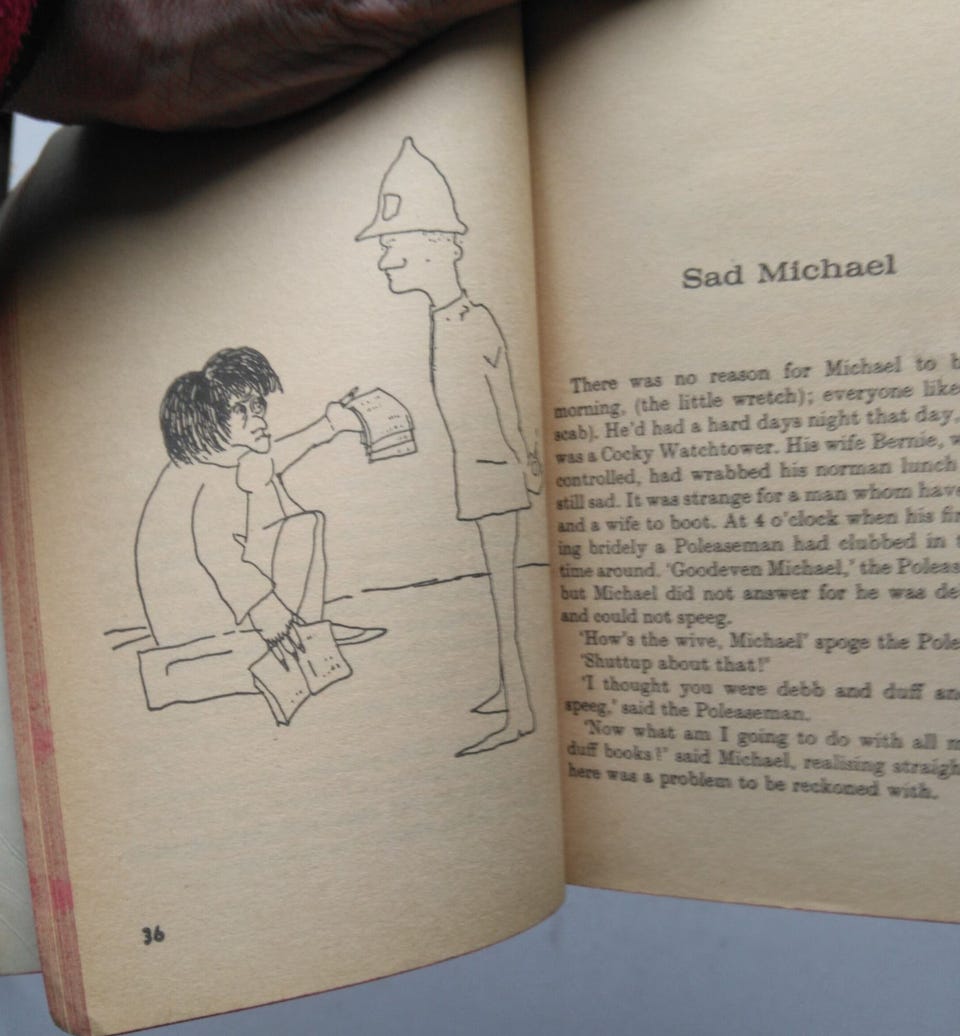 36
Sad Michael
There was no reason for Michael to
morning, (the little wretch); everyone like
scab). He'd had a hard days night that day.
was a Cocky Watchtower. His wife Bernie, w
controlled, had wrabbed his norman lunch
still sad. It was strange for a man whom have
and a wife to boot. At 4 o'clock when his
ing bridely a Poleaseman had clubbed in
time around. 'Goodeven Michael,' the Poleas
but Michael did not answer for he was de
and could not speeg.
'How's the wive, Michael' spoge the Pole
'Shuttup about that!'
'I thought you were debb and duff an
speeg,' said the Poleaseman.
'Now what am I going to do with all m
duff books!' said Michael, realising straigh
here was a problem to be reckoned with.